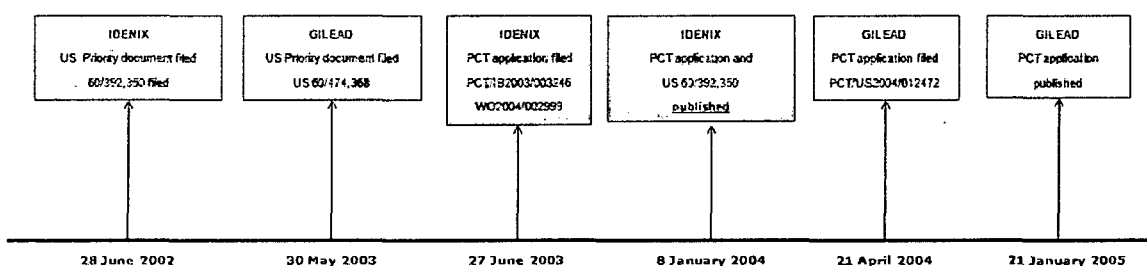 IDENIX
US Priority document filed
60/392,350 filed
GILEAD
US Priority document filed
US 60/474,368
IDENIX
PCT application filed
PCT/IB2003/003246
WO2004/002999
IDENIX
PCT application and
US 60/392,350
published
GILEAD
PCT application filed
PCT/US2004/012472
GILEAD
PCT application
published
28 June 2002
30 May 2003
27 June 2003
8 January 2004
21 April 2004
21 January 2005